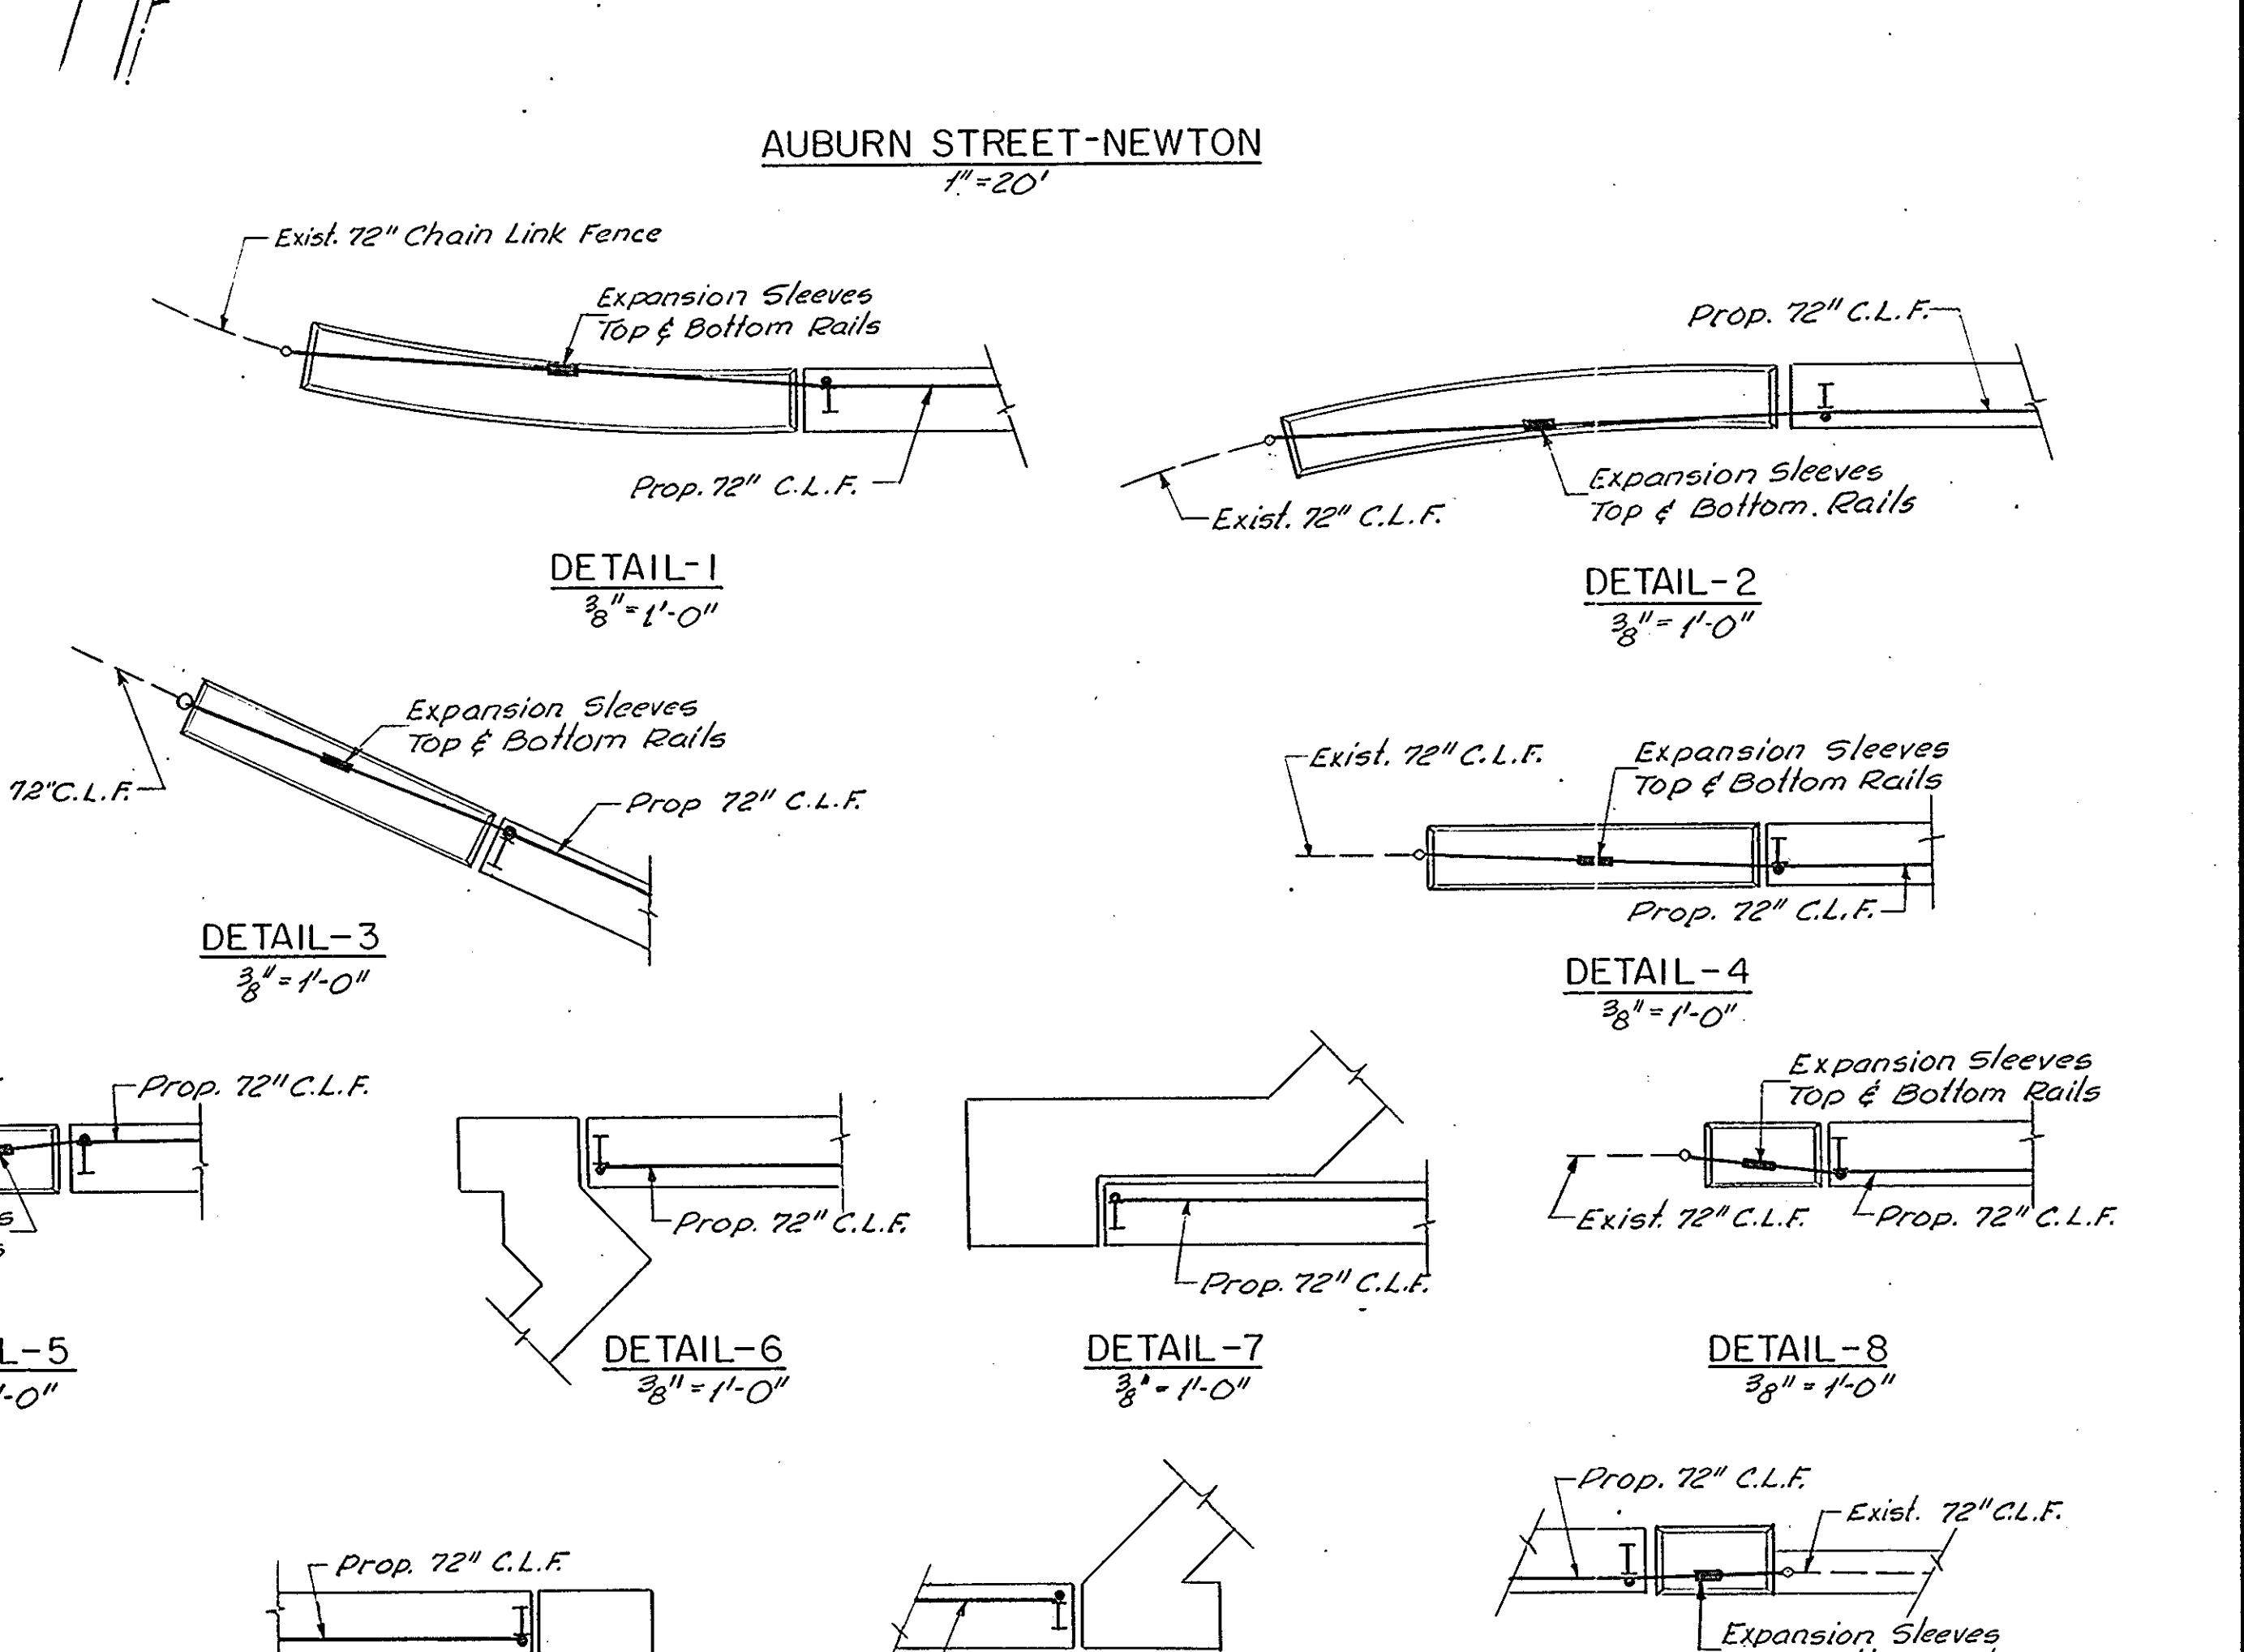 AUBURN STREET-NEWTON
1"=20'
Exist. 72" Chain Link Fence
Expansion Sleeves
Top & Bottom Rails
Prop. 72" C.L.F.
DETAIL-1
3/8"=1'-0"
Prop. 72" C.L.F.
Expansion Sleeves
Top & Bottom. Rails
Exist. 72" C.L.F.
DETAIL-2
3/8"=1'-0"
Expansion Sleeves
Top & Bottom Rails
72" C.L.F.
Prop 72" C.L.F.
DETAIL-3
3/8"=1'-0"
Exist. 72" C.L.F.
Expansion Sleeves
Top & Bottom Rails
Prop. 72" C.L.F.
DETAIL-4
3/8"=1'-0"
Prop. 72" C.L.F.
L-5
'-0"
Prop. 72" C.L.F.
DETAIL-6
3/8"=1'-0"
Prop. 72" C.L.F.
DETAIL-7
3/8"=1'-0"
Expansion Sleeves
Top & Bottom Rails
Exist. 72" C.L.F.
Prop. 72" C.L.F.
DETAIL-8
3/8"=1'-0"
Prop. 72" C.L.F.
Prop. 72" C.L.F.
Exist. 72" C.L.F.
Expansion Sleeves